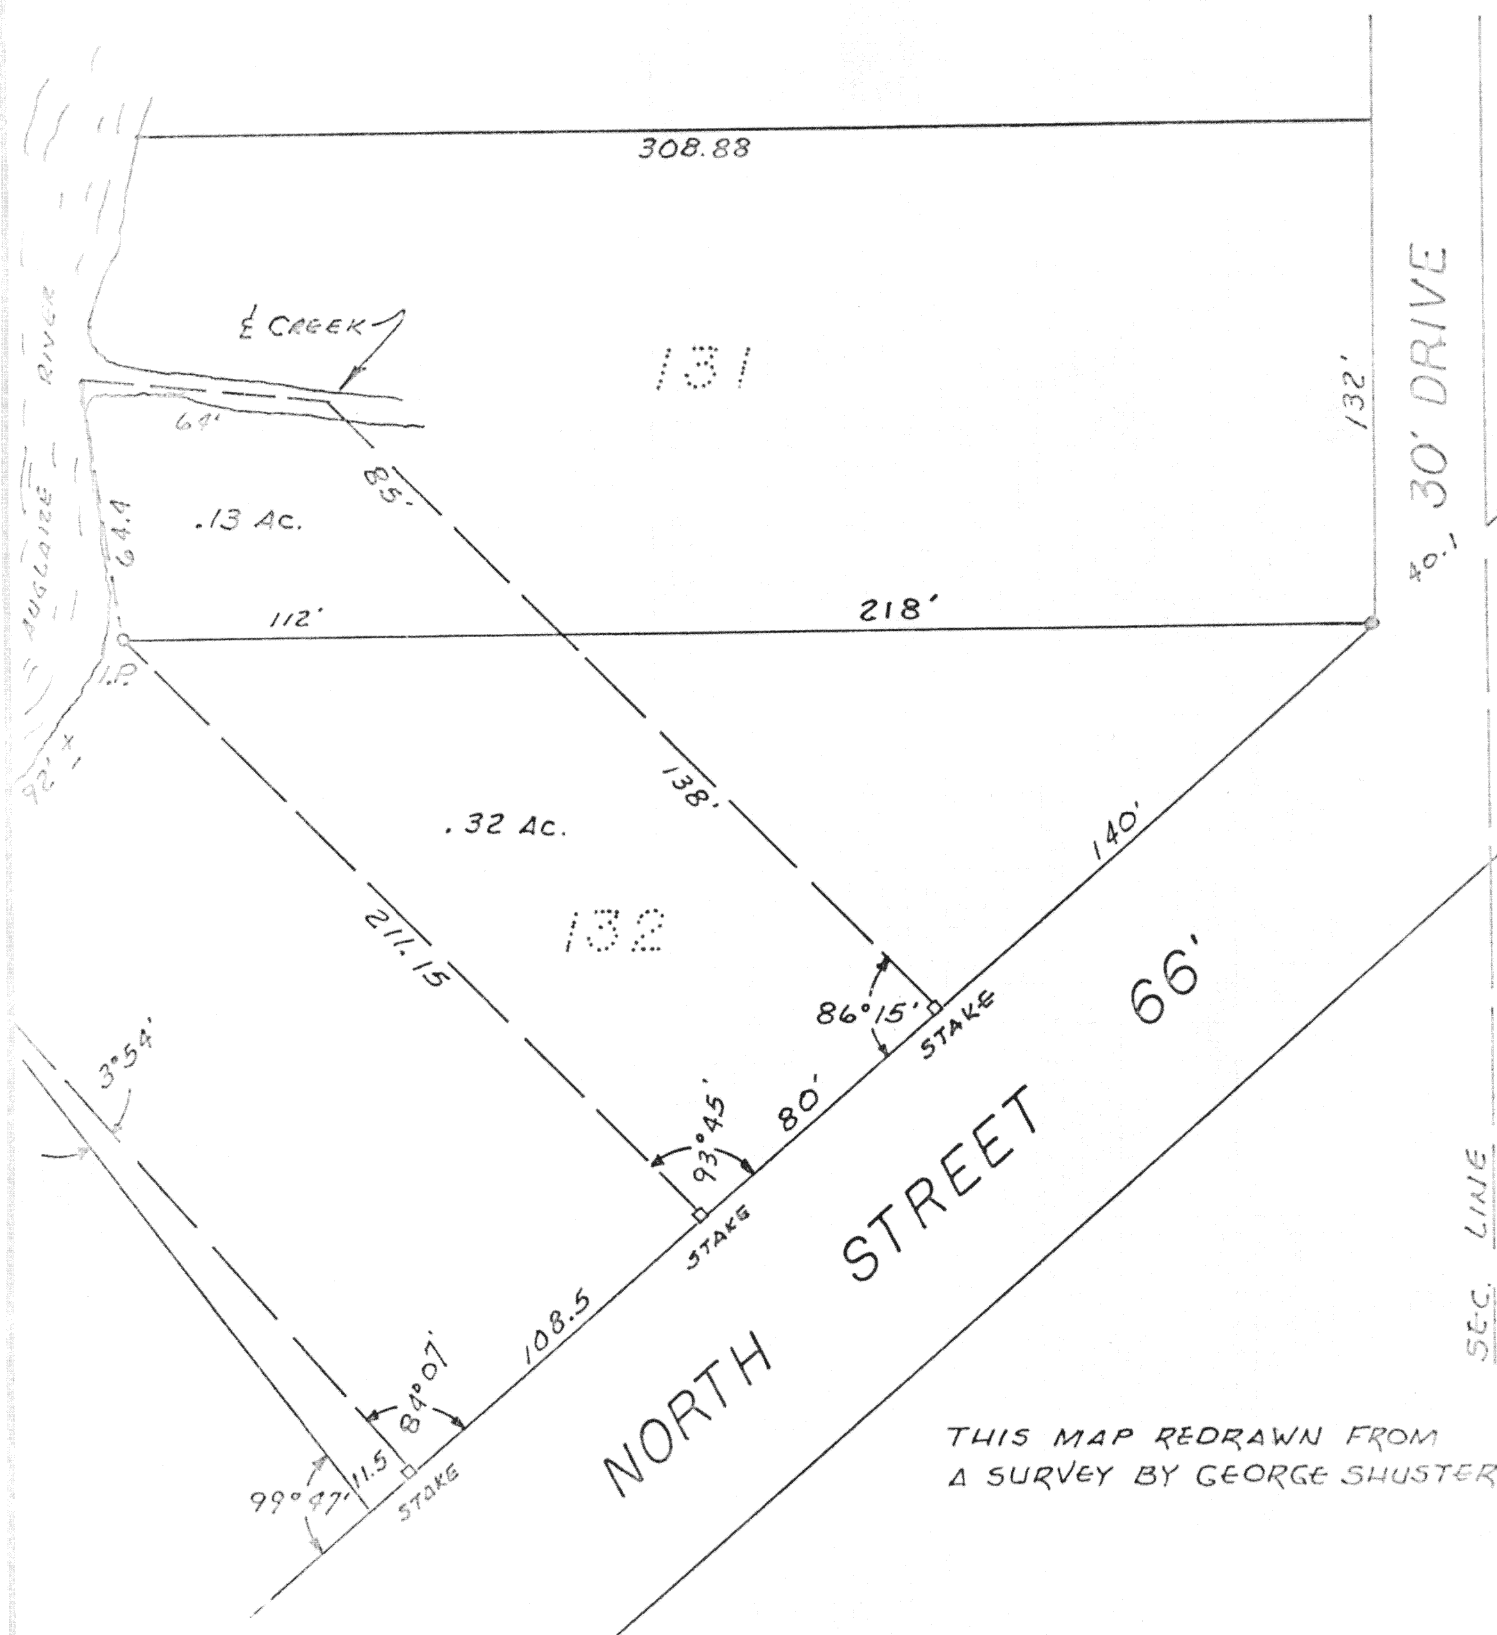 308.88
℄ CREEK
131
132'
30' DRIVE
40.'
AUGLAIZE RIVER
64'
85'
.13 AC.
64.4
112'
218'
I.P.
92' ±
138'
.32 AC.
140'
132
211.15
86°15'
STAKE
66'
3°54'
93°45'
80'
STAKE
NORTH STREET
SEC. LINE
108.5
84°07'
11.5
99°47'
STAKE
THIS MAP REDRAWN FROM
A SURVEY BY GEORGE SHUSTER